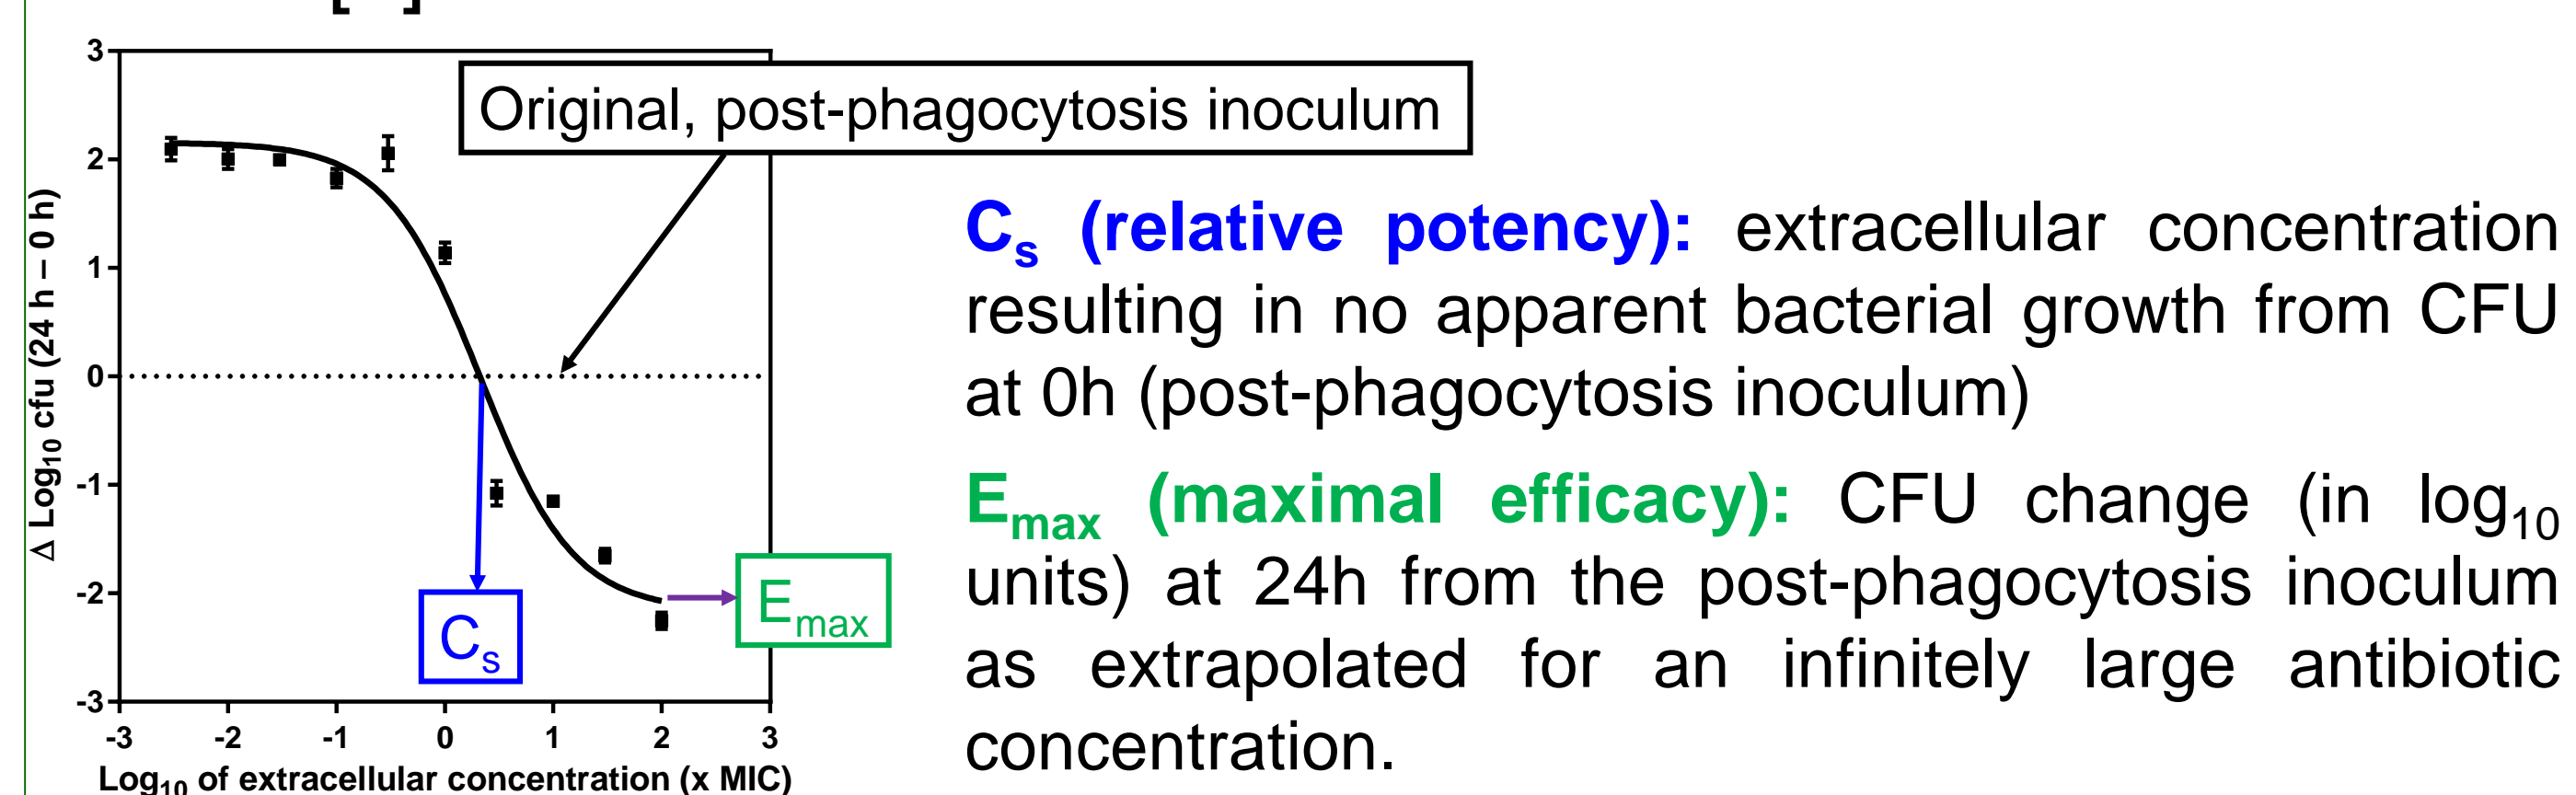 [ ]
3
Original, post-phagocytosis inoculum
2
1
0
-1
-2
-3
Δ Log₁₀ cfu (24 h – 0 h)
Cₛ
Eₘₐₓ
-3 -2 -1 0 1 2 3
Log₁₀ of extracellular concentration (x MIC)
Cₛ (relative potency): extracellular concentration
resulting in no apparent bacterial growth from CFU
at 0h (post-phagocytosis inoculum)
Eₘₐₓ (maximal efficacy): CFU change (in log₁₀
units) at 24h from the post-phagocytosis inoculum
as extrapolated for an infinitely large antibiotic
concentration.